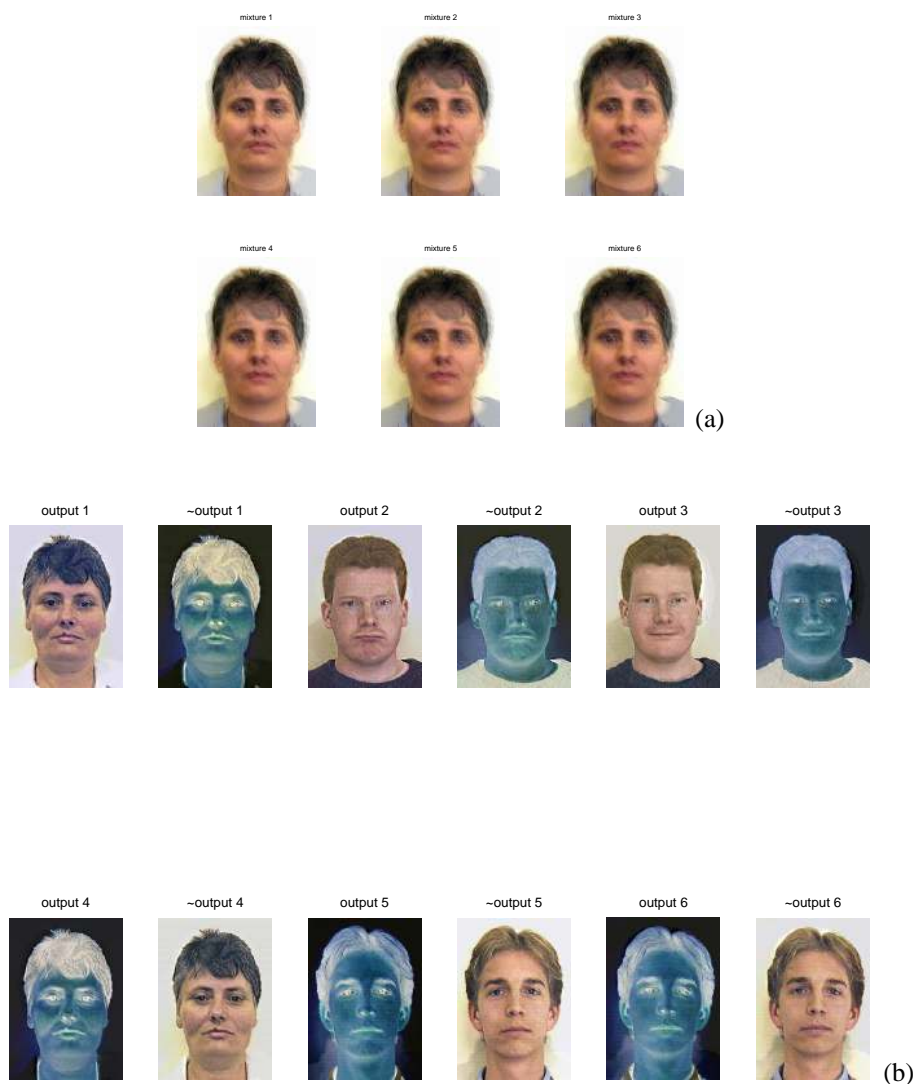 mixture 1 mixture 2 mixture 3
mixture 4 mixture 5 mixture 6
(a)
output 1 ~output 1 output 2 ~output 2 output 3 ~output 3
output 4 ~output 4 output 5 ~output 5 output 6 ~output 6
(b)